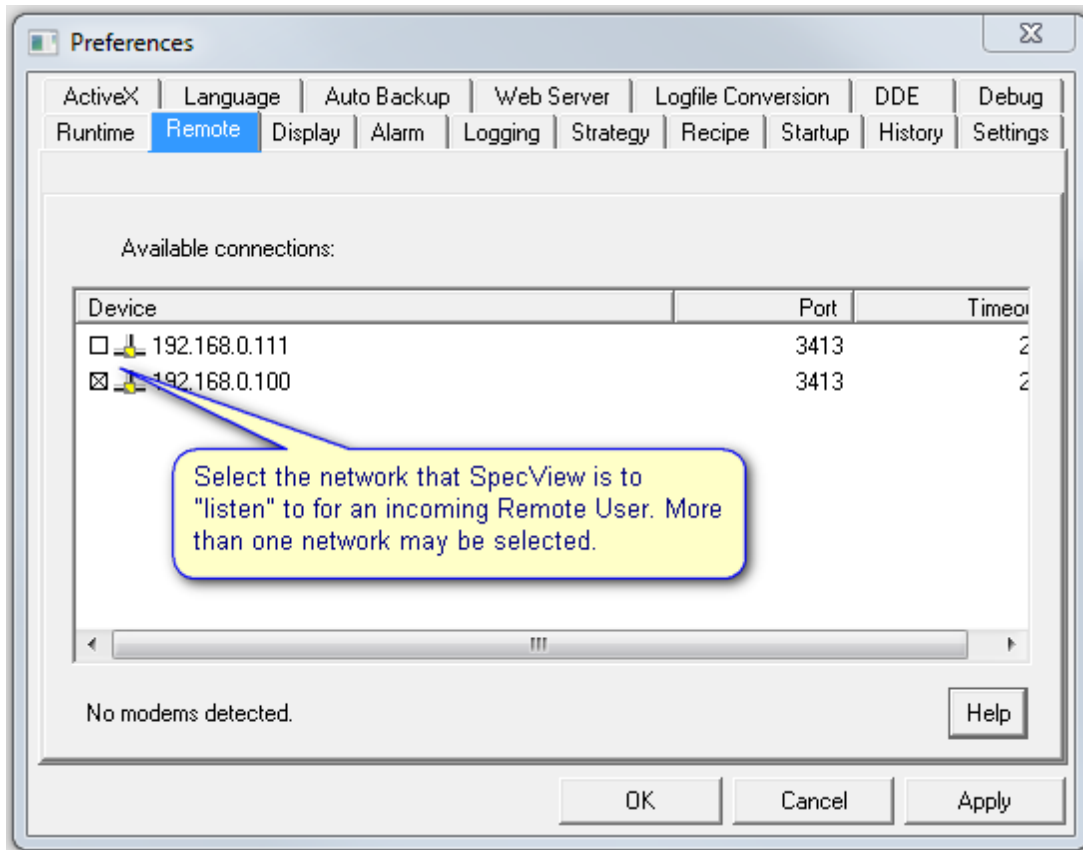 Preferences
ActiveX Language Auto Backup Web Server Logfile Conversion DDE Debug
Runtime Remote Display Alarm Logging Strategy Recipe Startup History Settings
Available connections:
Device Port Timeou
192.168.0.111 3413 2
192.168.0.100 3413 2
Select the network that SpecView is to
"listen" to for an incoming Remote User. More
than one network may be selected.
No modems detected.
Help
OK Cancel Apply